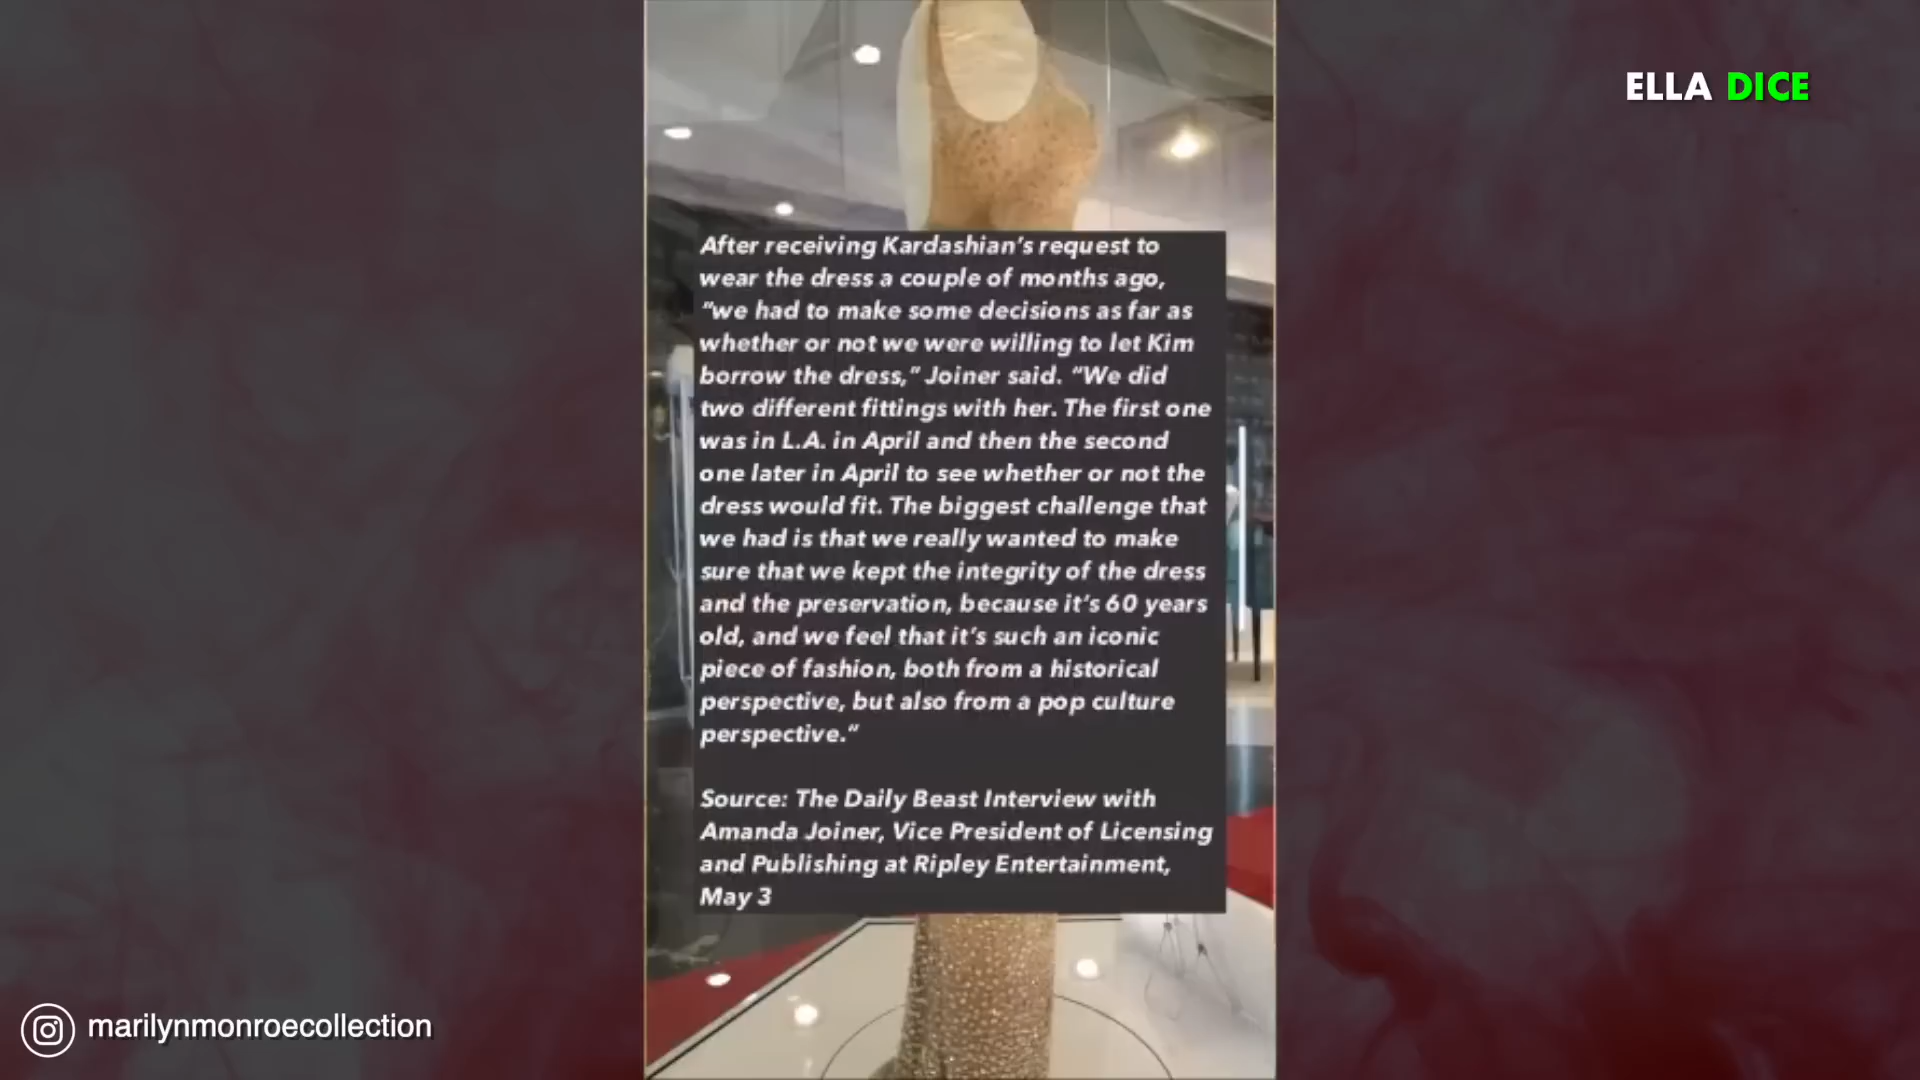 ELLA DICE
After receiving Kardashian's request to
wear the dress a couple of months ago,
"we had to make some decisions as far as
whether or not we were willing to let Kim
borrow the dress," Joiner said. "We did
two different fittings with her. The first one
was in L.A. in April and then the second
one later in April to see whether or not the
dress would fit. The biggest challenge that
we had is that we really wanted to make
sure that we kept the integrity of the dress
and the preservation, because it's 60 years
old, and we feel that it's such an iconic
piece of fashion, both from a historical
perspective, but also from a pop culture
perspective."
Source: The Daily Beast Interview with
Amanda Joiner, Vice President of Licensing
and Publishing at Ripley Entertainment,
May 3
marilynmonroecollection